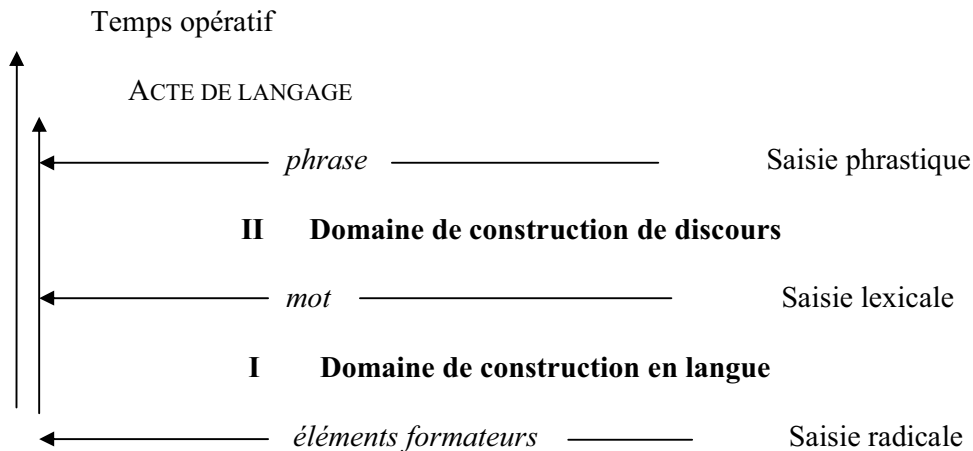 Temps opératif
ACTE DE LANGAGE
phrase Saisie phrastique
II Domaine de construction de discours
mot Saisie lexicale
I Domaine de construction en langue
éléments formateurs Saisie radicale